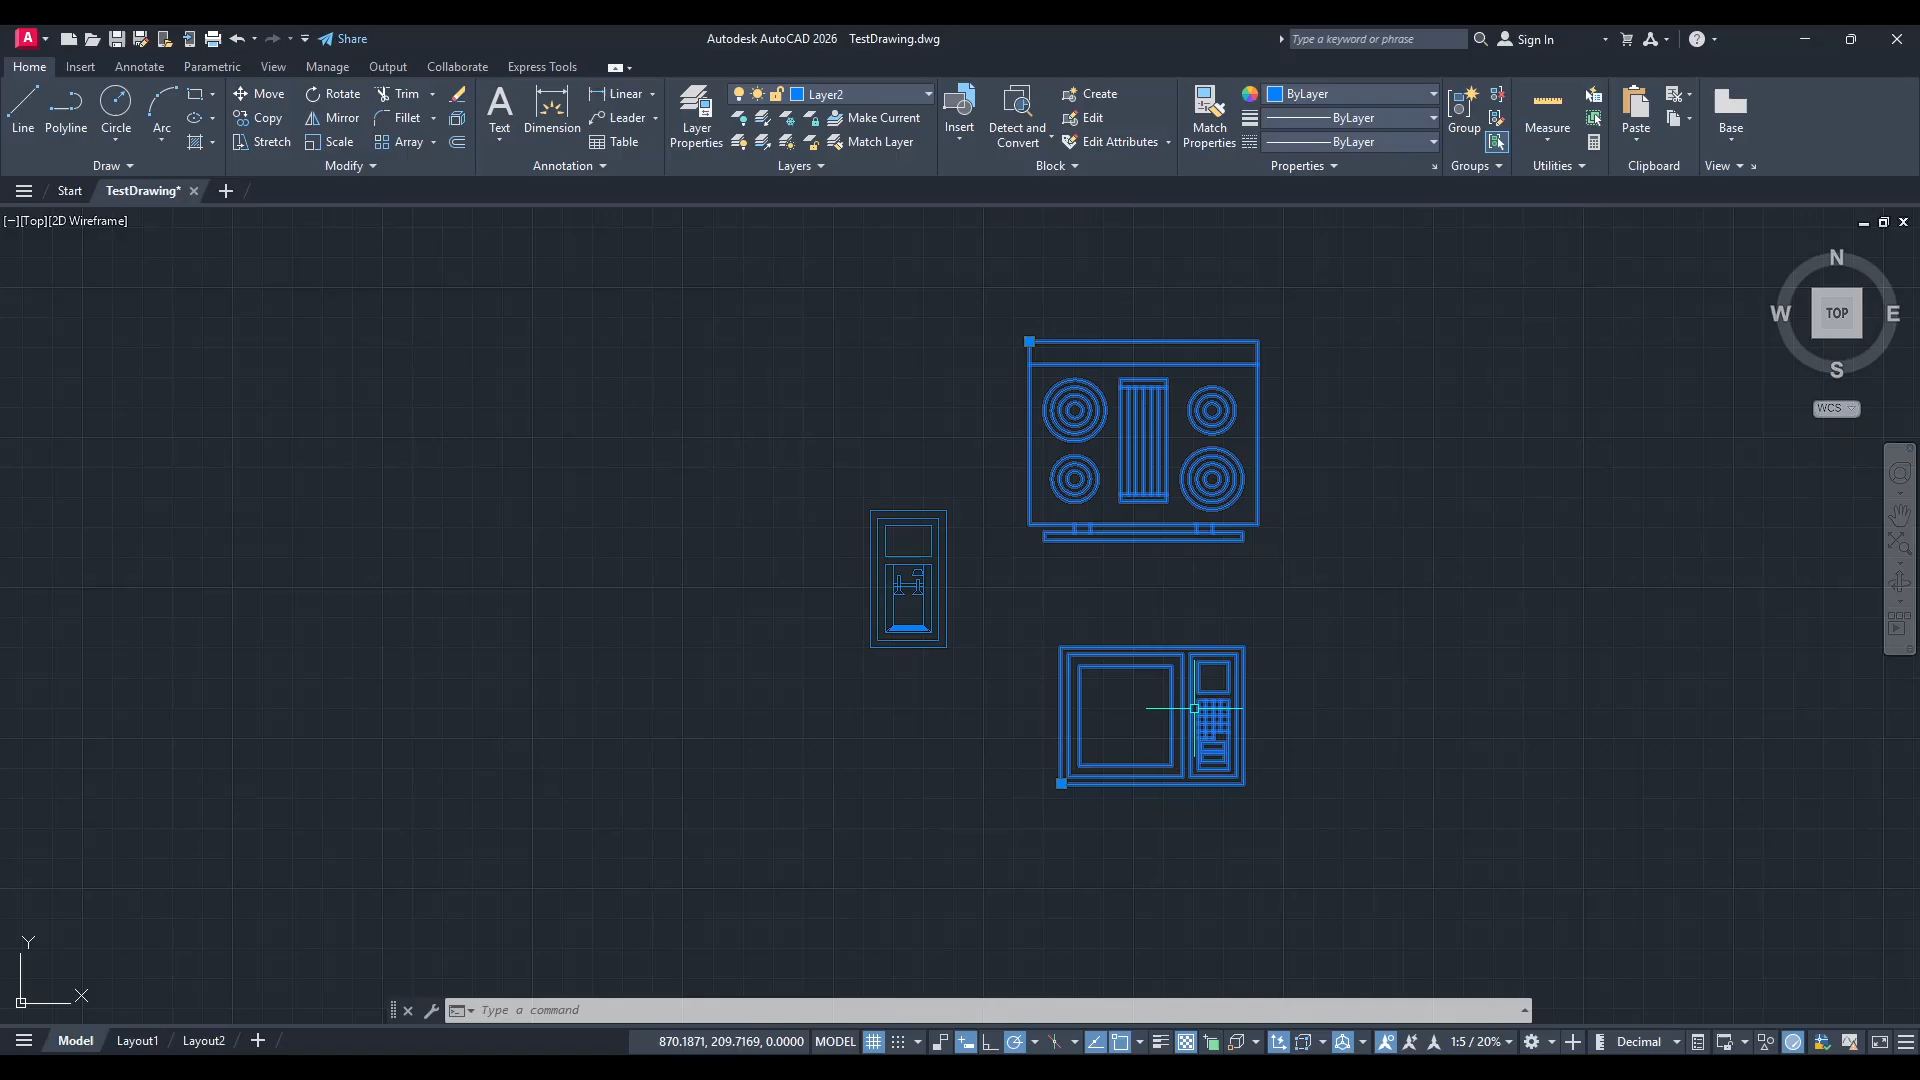 A Share Autodesk AutoCAD 2026 TestDrawing.dwg Type a keyword or phrase Sign In
Home Insert Annotate Parametric View Manage Output Collaborate Express Tools
Line Polyline Circle Arc
Draw
Move Rotate Trim
Copy Mirror Fillet
Stretch Scale Array
Modify
Text Dimension
Linear
Leader
Table
Annotation
Layer Properties
Layer2
Make Current
Match Layer
Layers
Insert
Detect and Convert
Create
Edit
Edit Attributes
Block
Match Properties
ByLayer
ByLayer
ByLayer
Properties
Group
Groups
Measure
Utilities
Paste
Clipboard
Base
View
Start TestDrawing*
[−][Top][2D Wireframe]
N
W TOP E
S
WCS
Y
X
Type a command
Model Layout1 Layout2 870.1871, 209.7169, 0.0000 MODEL 1:5 / 20% Decimal